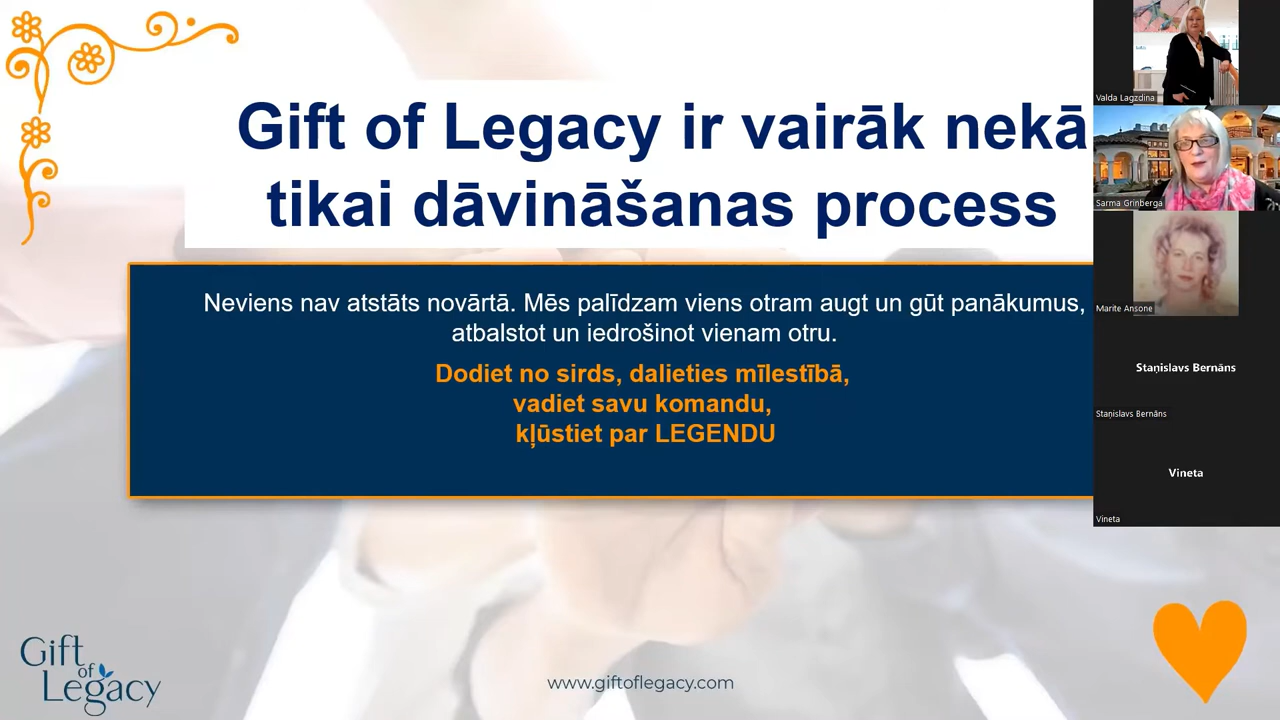 Gift of Legacy ir vairāk nekā
tikai dāvināšanas process
Neviens nav atstāts novārtā. Mēs palīdzam viens otram augt un gūt panākumus,
atbalstot un iedrošinot vienam otru.
Dodiet no sirds, dalieties mīlestībā,
vadiet savu komandu,
kļūstiet par LEGENDU
Gift
of
Legacy
www.giftoflegacy.com
Valda Lagzdina
Sarma Grinberga
Marite Ansone
Staņislavs Bernāns
Staņislavs Bernāns
Vineta
Vineta